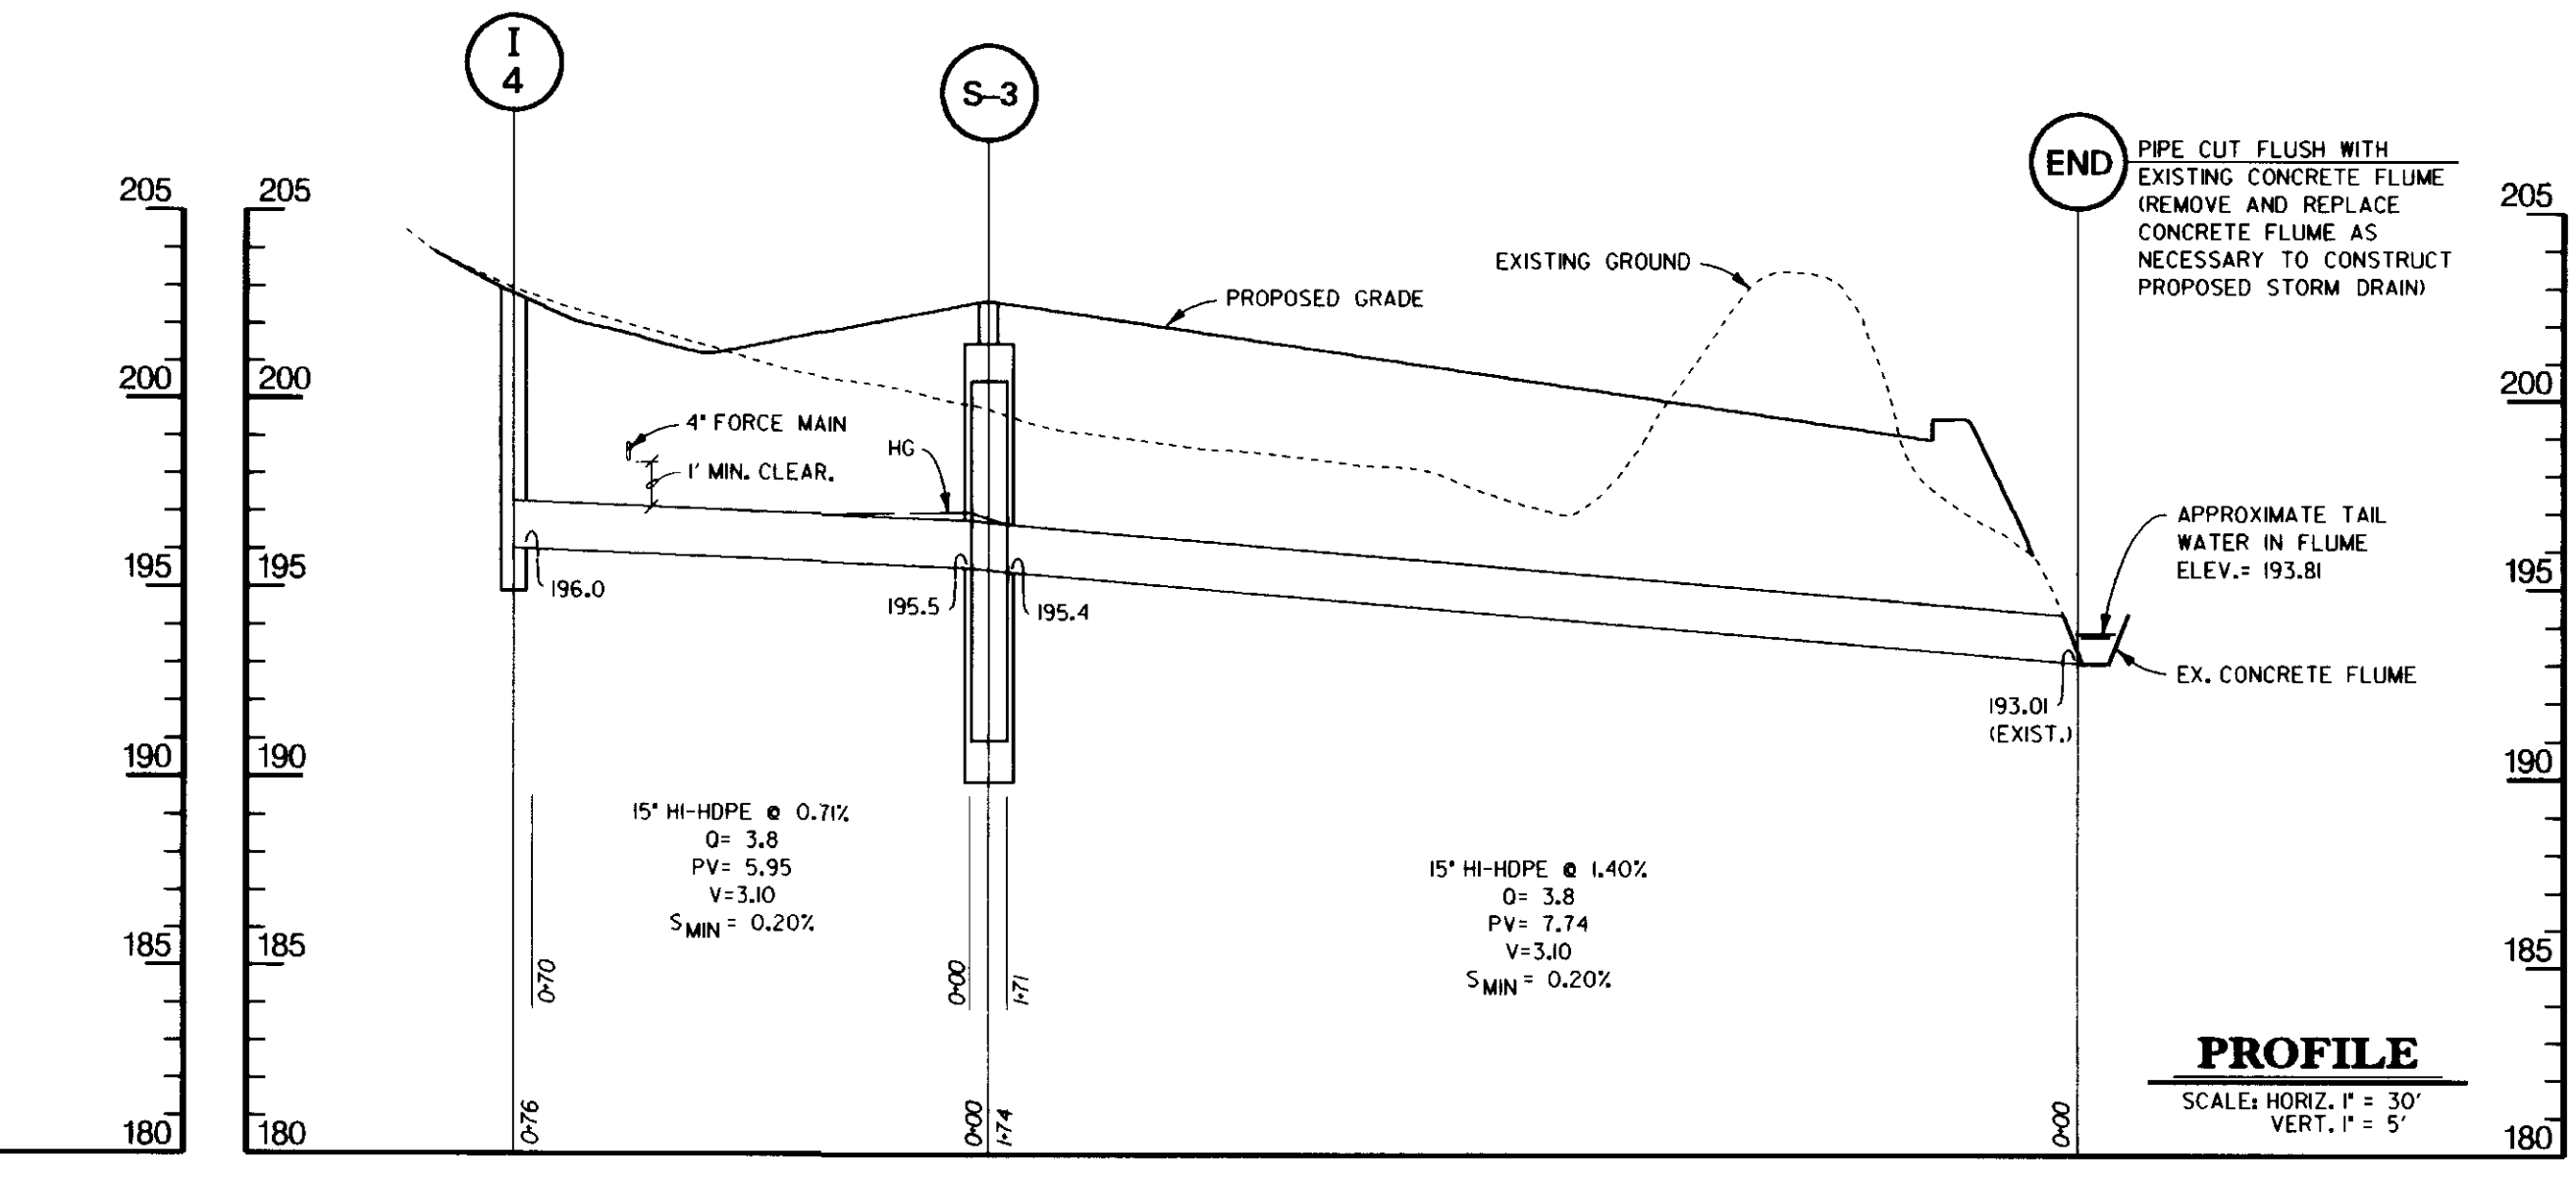 I
4
S-3
END
PIPE CUT FLUSH WITH
EXISTING CONCRETE FLUME
(REMOVE AND REPLACE
CONCRETE FLUME AS
NECESSARY TO CONSTRUCT
PROPOSED STORM DRAIN)
205
205
205
EXISTING GROUND
PROPOSED GRADE
200
200
200
4" FORCE MAIN
HG
1' MIN. CLEAR.
APPROXIMATE TAIL
WATER IN FLUME
ELEV.= 193.81
195
195
195
196.0
195.5
195.4
EX. CONCRETE FLUME
193.01
(EXIST.)
190
190
190
15" HI-HDPE @ 0.71%
Q= 3.8
PV= 5.95
V=3.10
S MIN = 0.20%
15" HI-HDPE @ 1.40%
Q= 3.8
PV= 7.74
V=3.10
S MIN = 0.20%
185
185
185
0+70
0+00
1+71
PROFILE
SCALE: HORIZ. 1" = 30'
VERT. 1" = 5'
0+76
0+00
1+74
0+00
180
180
180